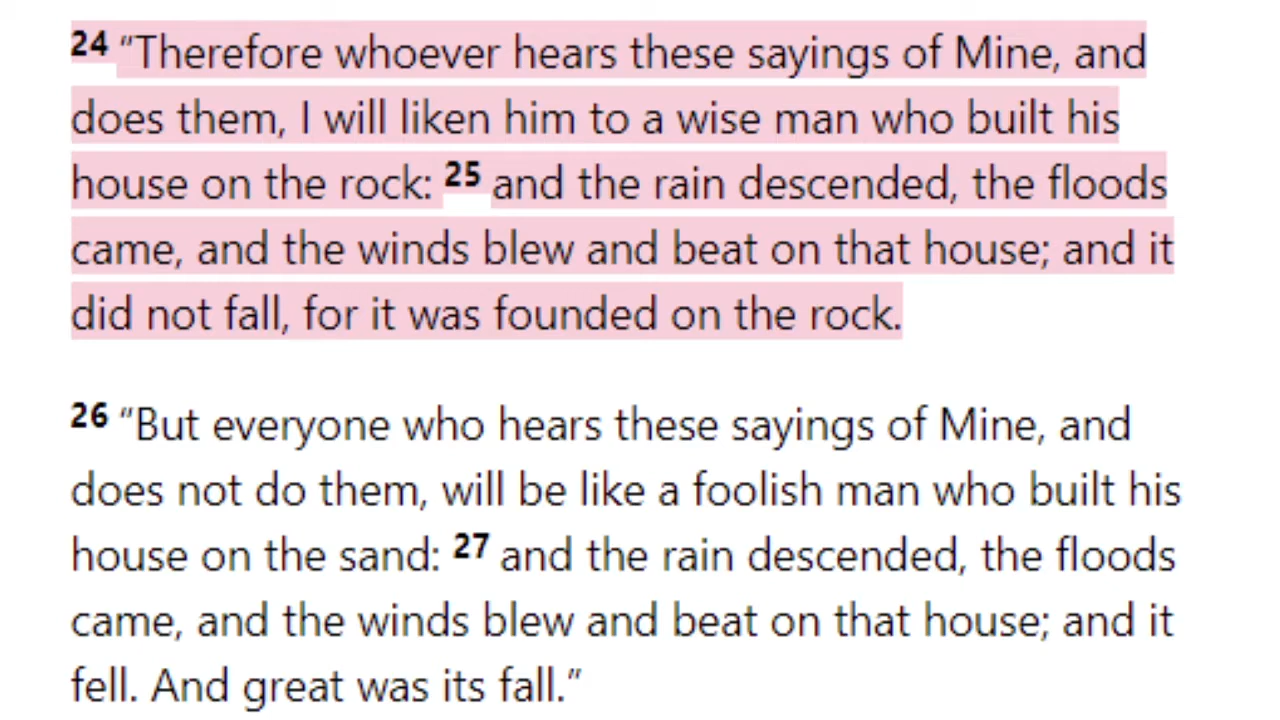 24 “Therefore whoever hears these sayings of Mine, and
does them, I will liken him to a wise man who built his
house on the rock: 25 and the rain descended, the floods
came, and the winds blew and beat on that house; and it
did not fall, for it was founded on the rock.
26 “But everyone who hears these sayings of Mine, and
does not do them, will be like a foolish man who built his
house on the sand: 27 and the rain descended, the floods
came, and the winds blew and beat on that house; and it
fell. And great was its fall.”